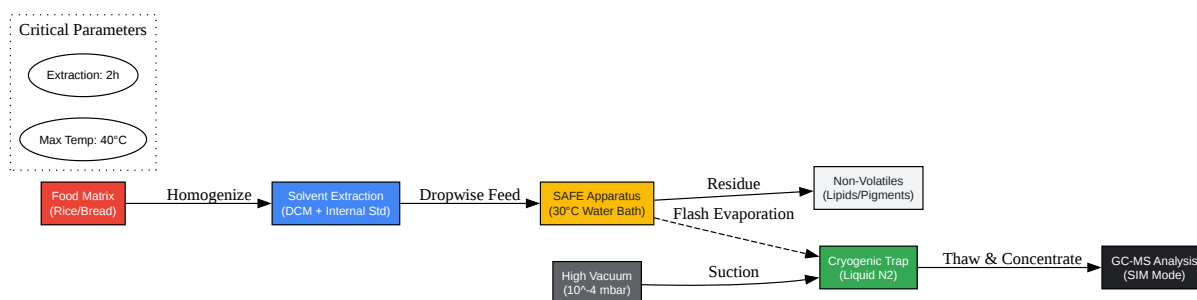 Critical Parameters
Extraction: 2h
Max Temp: 40°C
Food Matrix
(Rice/Bread)
Homogenize
Solvent Extraction
(DCM + Internal Std)
Dropwise Feed
SAFE Apparatus
(30°C Water Bath)
Residue
Non-Volatiles
(Lipids/Pigments)
Flash Evaporation
High Vacuum
(10^-4 mbar)
Suction
Cryogenic Trap
(Liquid N2)
Thaw & Concentrate
GC-MS Analysis
(SIM Mode)